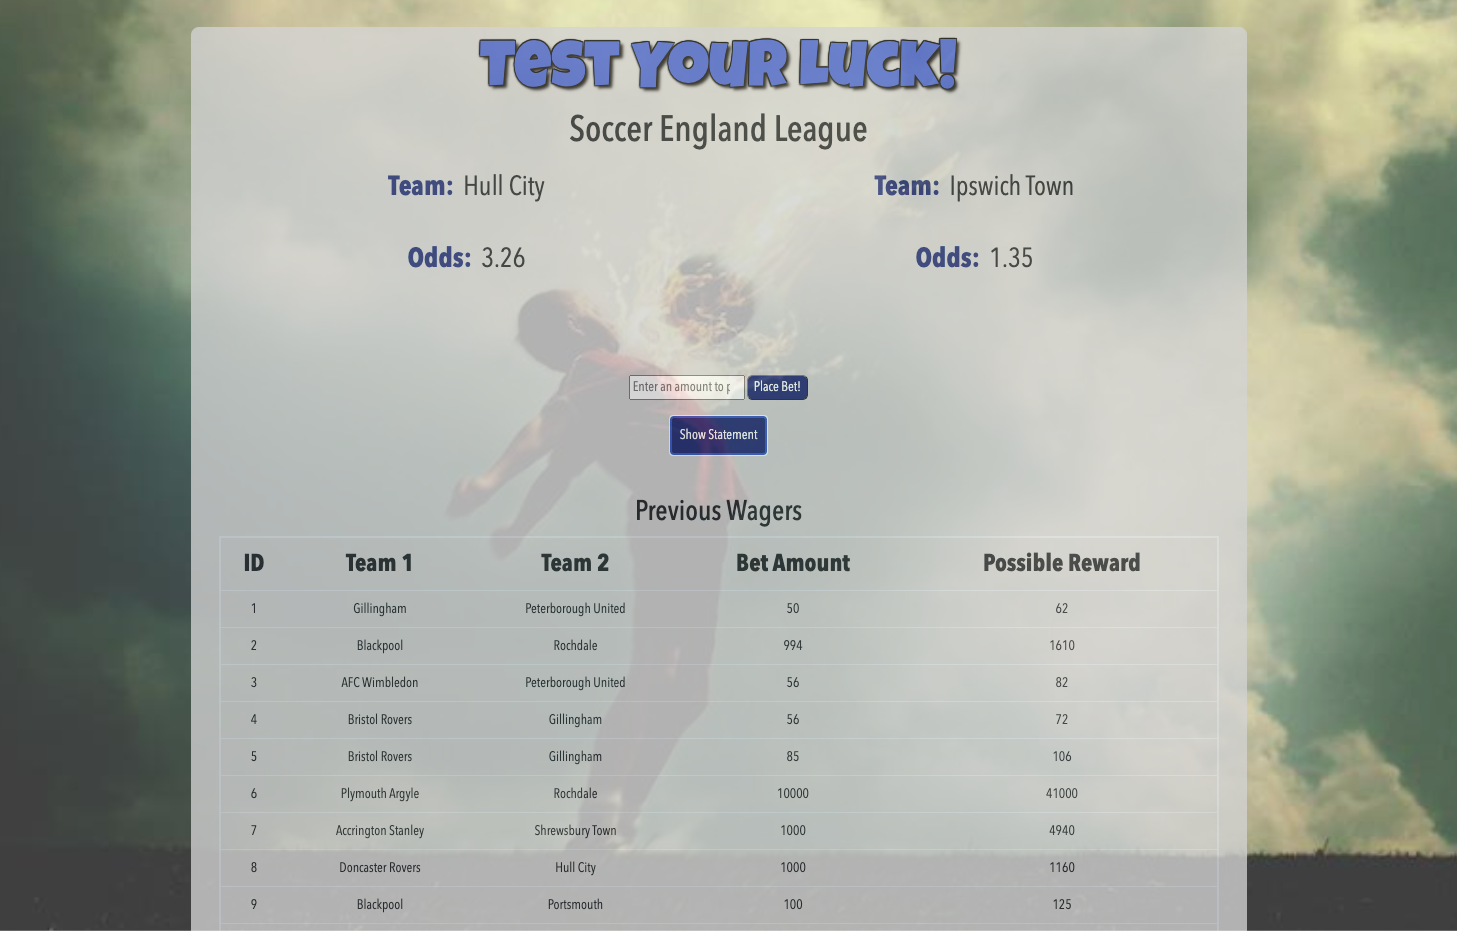 TEST YOUR LUCK!
Soccer England League
Team: Hull City
Team: Ipswich Town
Odds: 3.26
Odds: 1.35
Enter an amount to p
Place Bet!
Show Statement
Previous Wagers
ID Team 1 Team 2 Bet Amount Possible Reward
1 Gillingham Peterborough United 50 62
2 Blackpool Rochdale 994 1610
3 AFC Wimbledon Peterborough United 56 82
4 Bristol Rovers Gillingham 56 72
5 Bristol Rovers Gillingham 85 106
6 Plymouth Argyle Rochdale 10000 41000
7 Accrington Stanley Shrewsbury Town 1000 4940
8 Doncaster Rovers Hull City 1000 1160
9 Blackpool Portsmouth 100 125